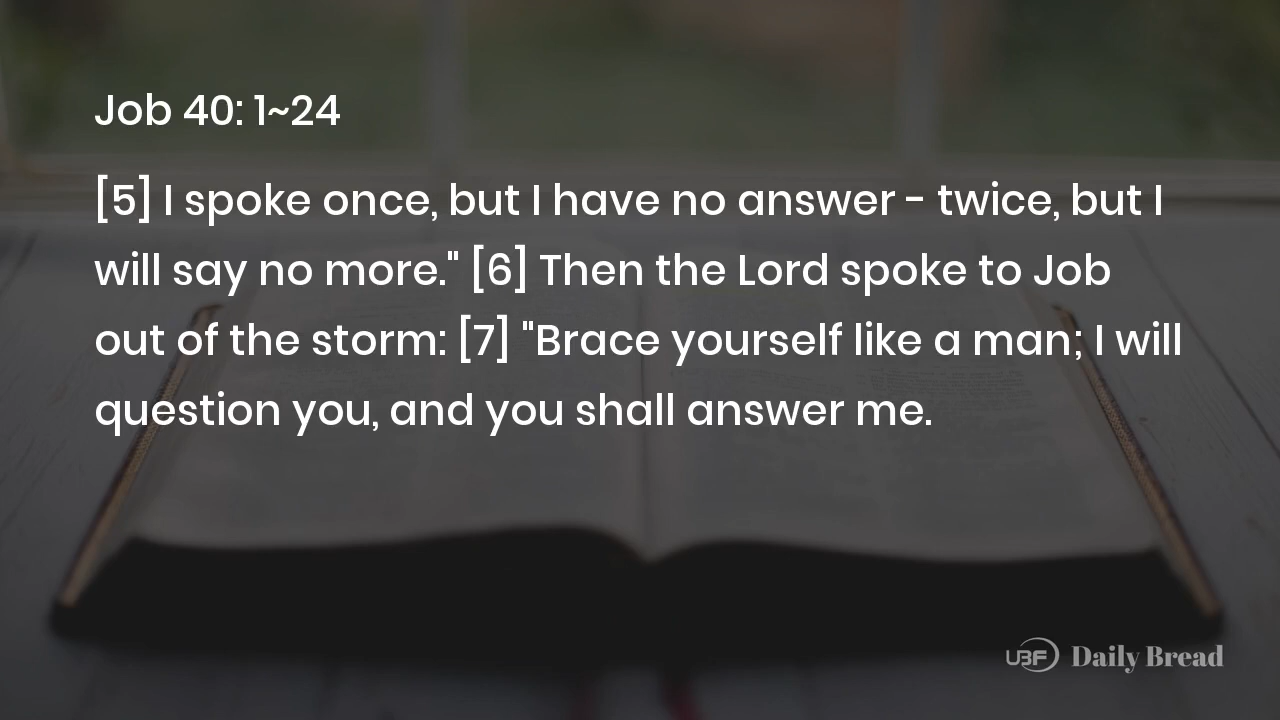 Job 40: 1~24
[5] I spoke once, but I have no answer - twice, but I
will say no more." [6] Then the Lord spoke to Job
out of the storm: [7] "Brace yourself like a man; I will
question you, and you shall answer me.
UBF Daily Bread